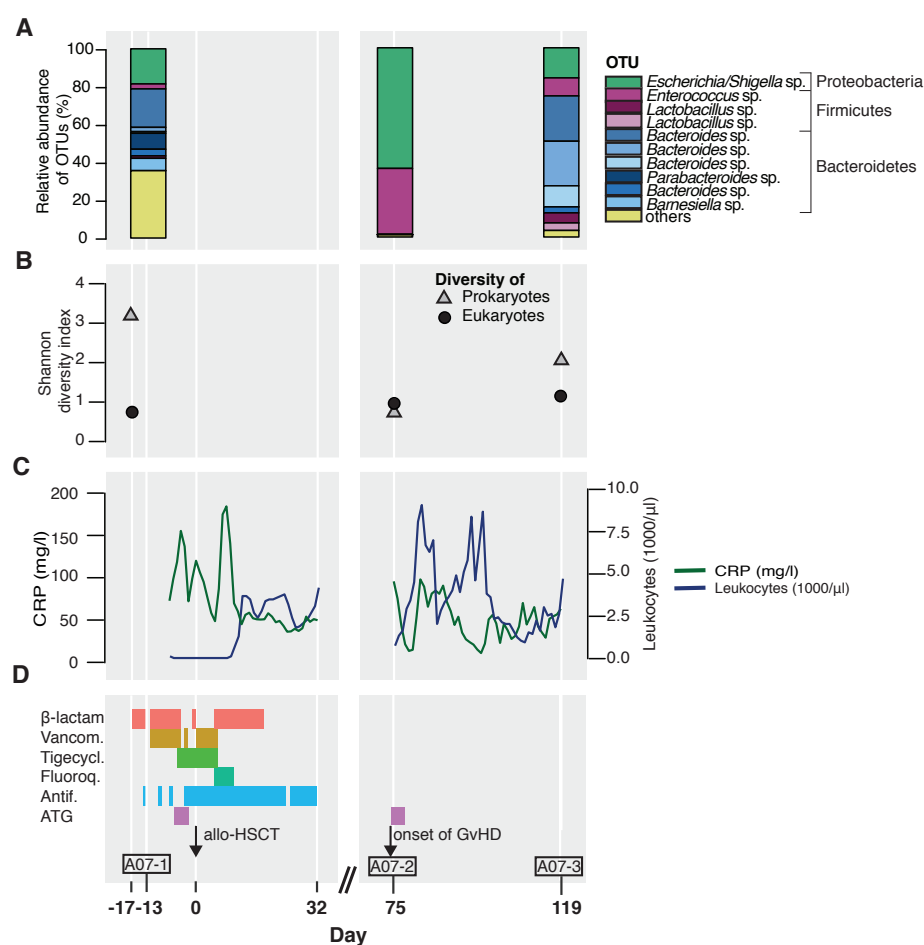 A
Relative abundance
of OTUs (%)
100
80
60
40
20
0
OTU
Escherichia/Shigella sp.
Enterococcus sp.
Lactobacillus sp.
Lactobacillus sp.
Bacteroides sp.
Bacteroides sp.
Bacteroides sp.
Parabacteroides sp.
Bacteroides sp.
Barnesiella sp.
others
Proteobacteria
Firmicutes
Bacteroidetes
B
Shannon
diversity index
4
3
2
1
0
Diversity of
Prokaryotes
Eukaryotes
C
CRP (mg/l)
200
150
100
50
0
10.0
7.5
5.0
2.5
0.0
Leukocytes (1000/µl)
CRP (mg/l)
Leukocytes (1000/µl)
D
β-lactam
Vancom.
Tigecycl.
Fluoroq.
Antif.
ATG
allo-HSCT
onset of GvHD
A07-1
A07-2
A07-3
-17 -13 0 32 // 75 119
Day